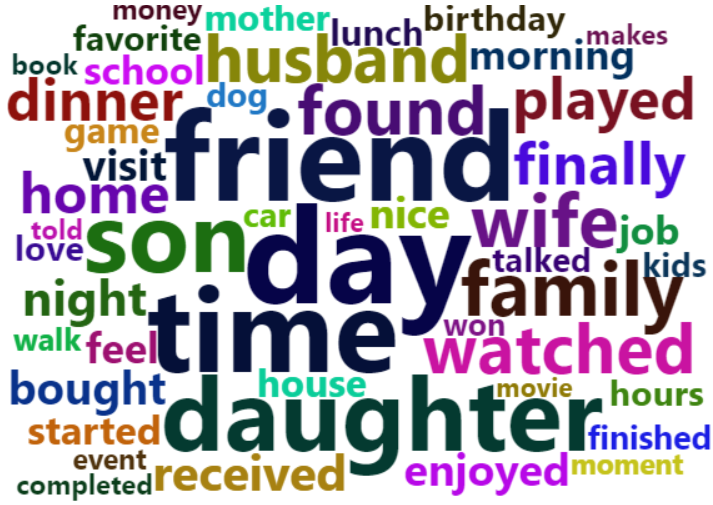 money
mother
birthday
favorite
lunch
makes
book
school
husband
morning
dinner
dog
found
played
game
friend
visit
finally
home
car
life
nice
wife
job
told
son
day
talked
kids
love
family
night
time
won
walk
feel
watched
bought
house
movie
hours
started
daughter
finished
event
received
enjoyed
moment
completed